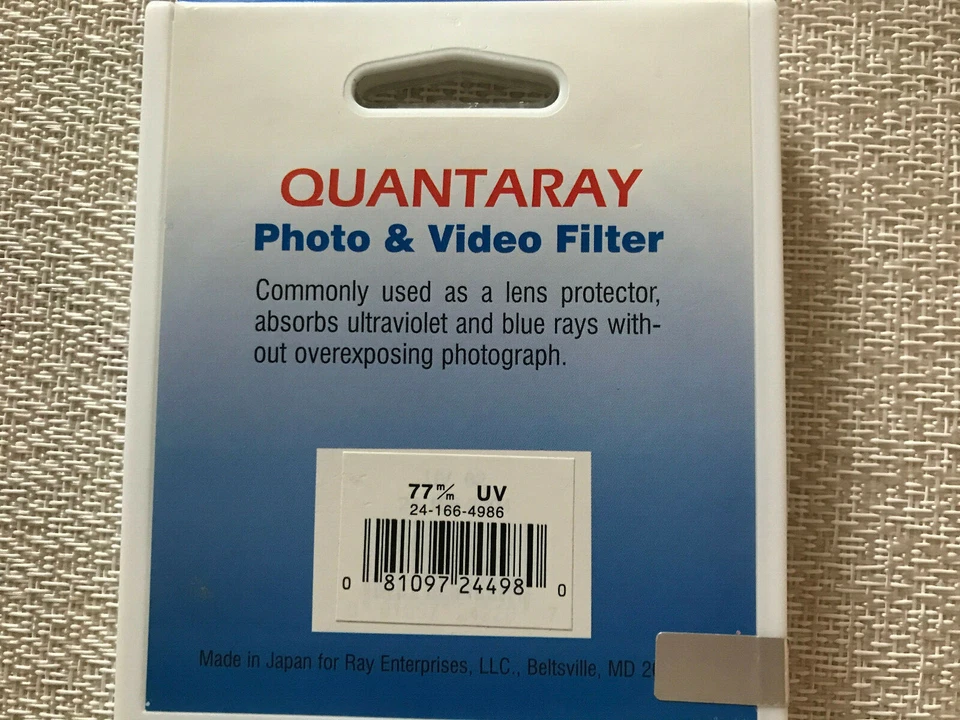 QUANTARAY
Photo & Video Filter
Commonly used as a lens protector,
absorbs ultraviolet and blue rays with-
out overexposing photograph.
77 m/m UV
24-166-4986
0 81097 24498 0
Made in Japan for Ray Enterprises, LLC., Beltsville, MD